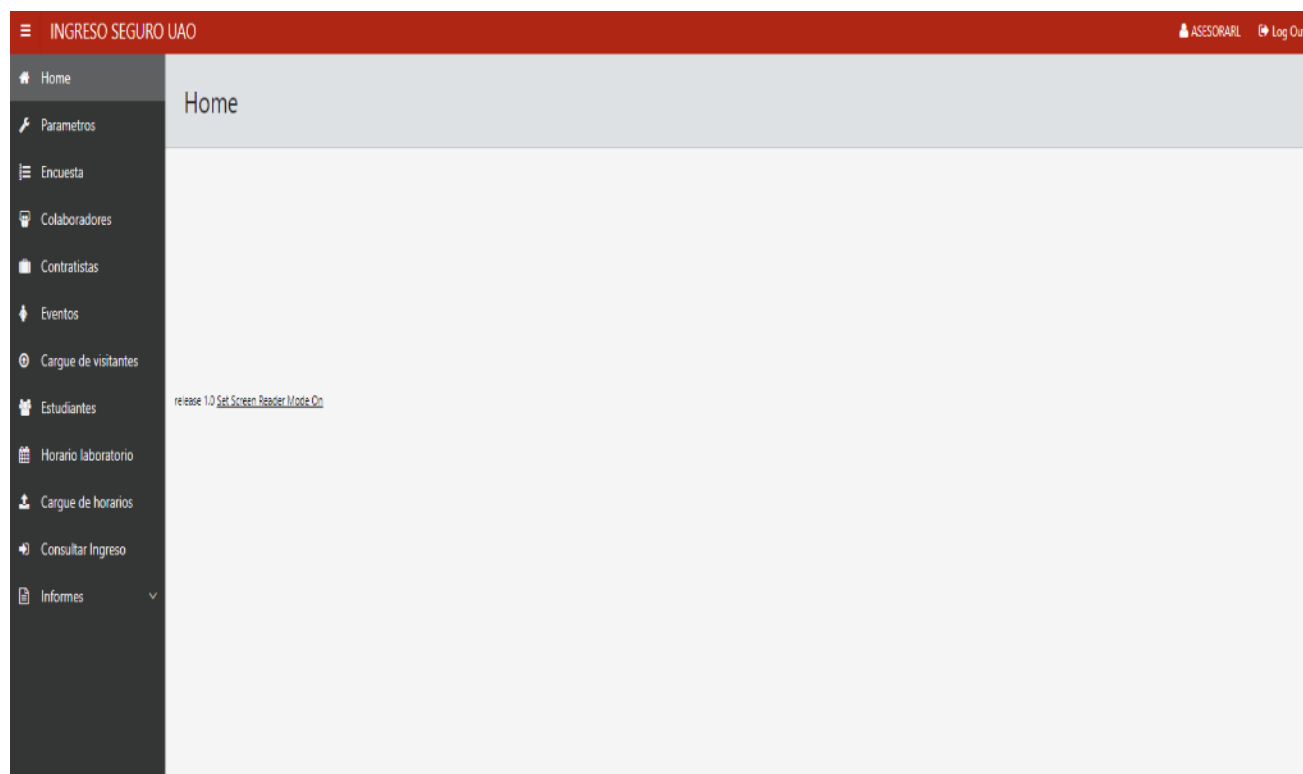 INGRESO SEGURO UAO
ASESORARL Log Ou
Home
Home
Parametros
Encuesta
Colaboradores
Contratistas
Eventos
Cargue de visitantes
Estudiantes
release 1.0 Set Screen Reader Mode On
Horario laboratorio
Cargue de horarios
Consultar Ingreso
Informes